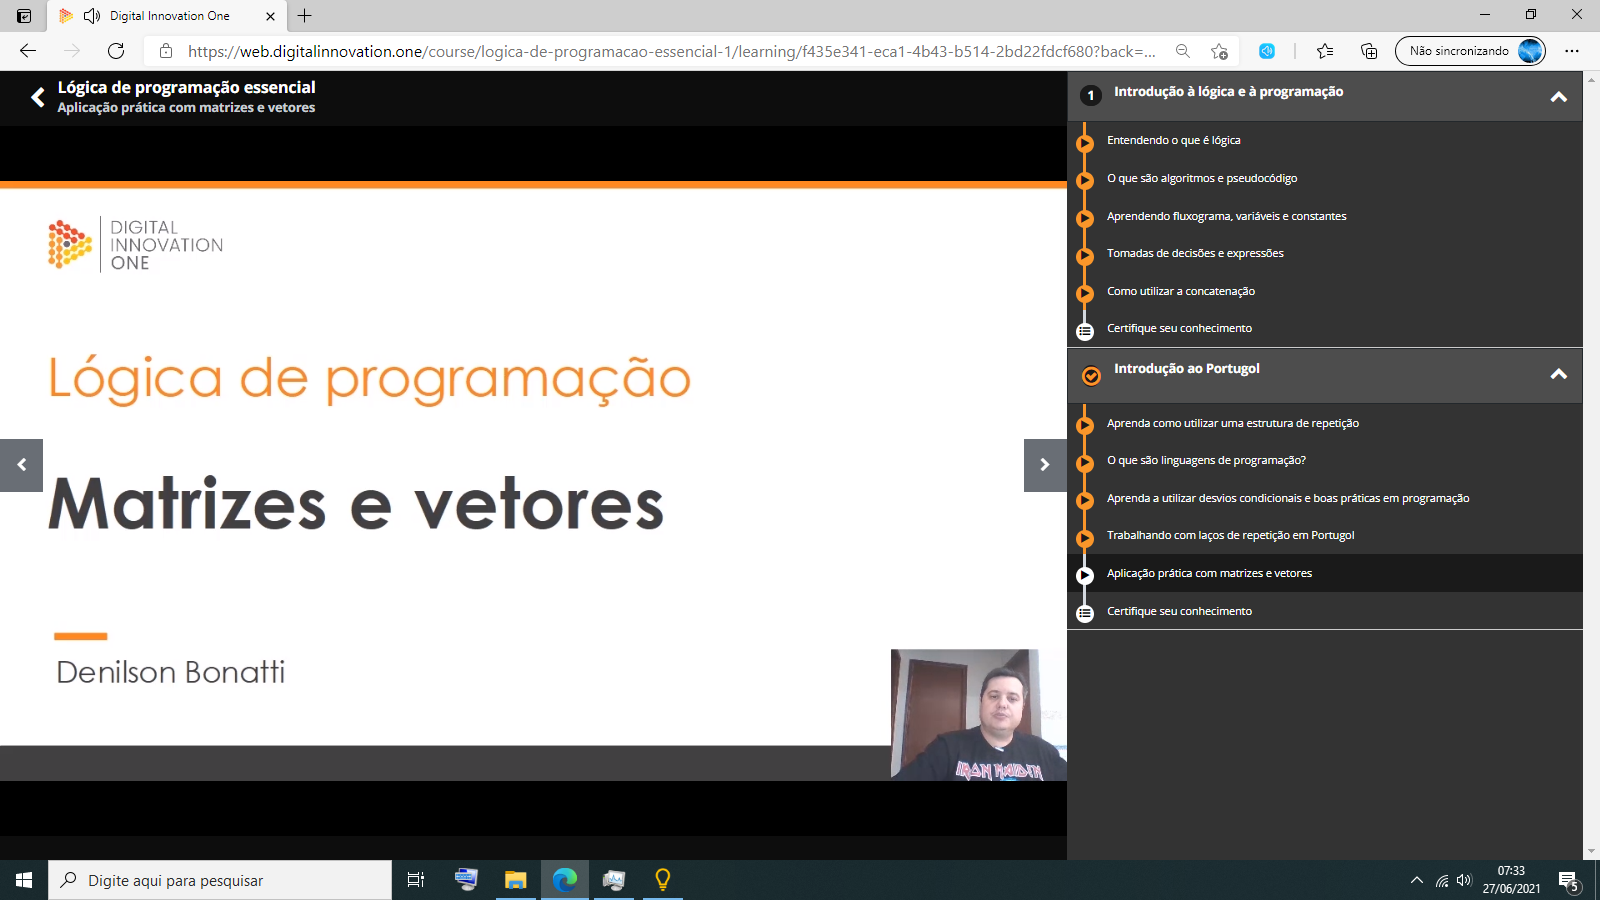 Digital Innovation One
https://web.digitalinnovation.one/course/logica-de-programacao-essencial-1/learning/f435e341-eca1-4b43-b514-2bd22fdcf680?back=...
Não sincronizando
Lógica de programação essencial
Aplicação prática com matrizes e vetores
DIGITAL
INNOVATION
ONE
Lógica de programação
Matrizes e vetores
Denilson Bonatti
IRON MAIDEN
1 Introdução à lógica e à programação
Entendendo o que é lógica
O que são algoritmos e pseudocódigo
Aprendendo fluxograma, variáveis e constantes
Tomadas de decisões e expressões
Como utilizar a concatenação
Certifique seu conhecimento
Introdução ao Portugol
Aprenda como utilizar uma estrutura de repetição
O que são linguagens de programação?
Aprenda a utilizar desvios condicionais e boas práticas em programação
Trabalhando com laços de repetição em Portugol
Aplicação prática com matrizes e vetores
Certifique seu conhecimento
Digite aqui para pesquisar
07:33
27/06/2021
5